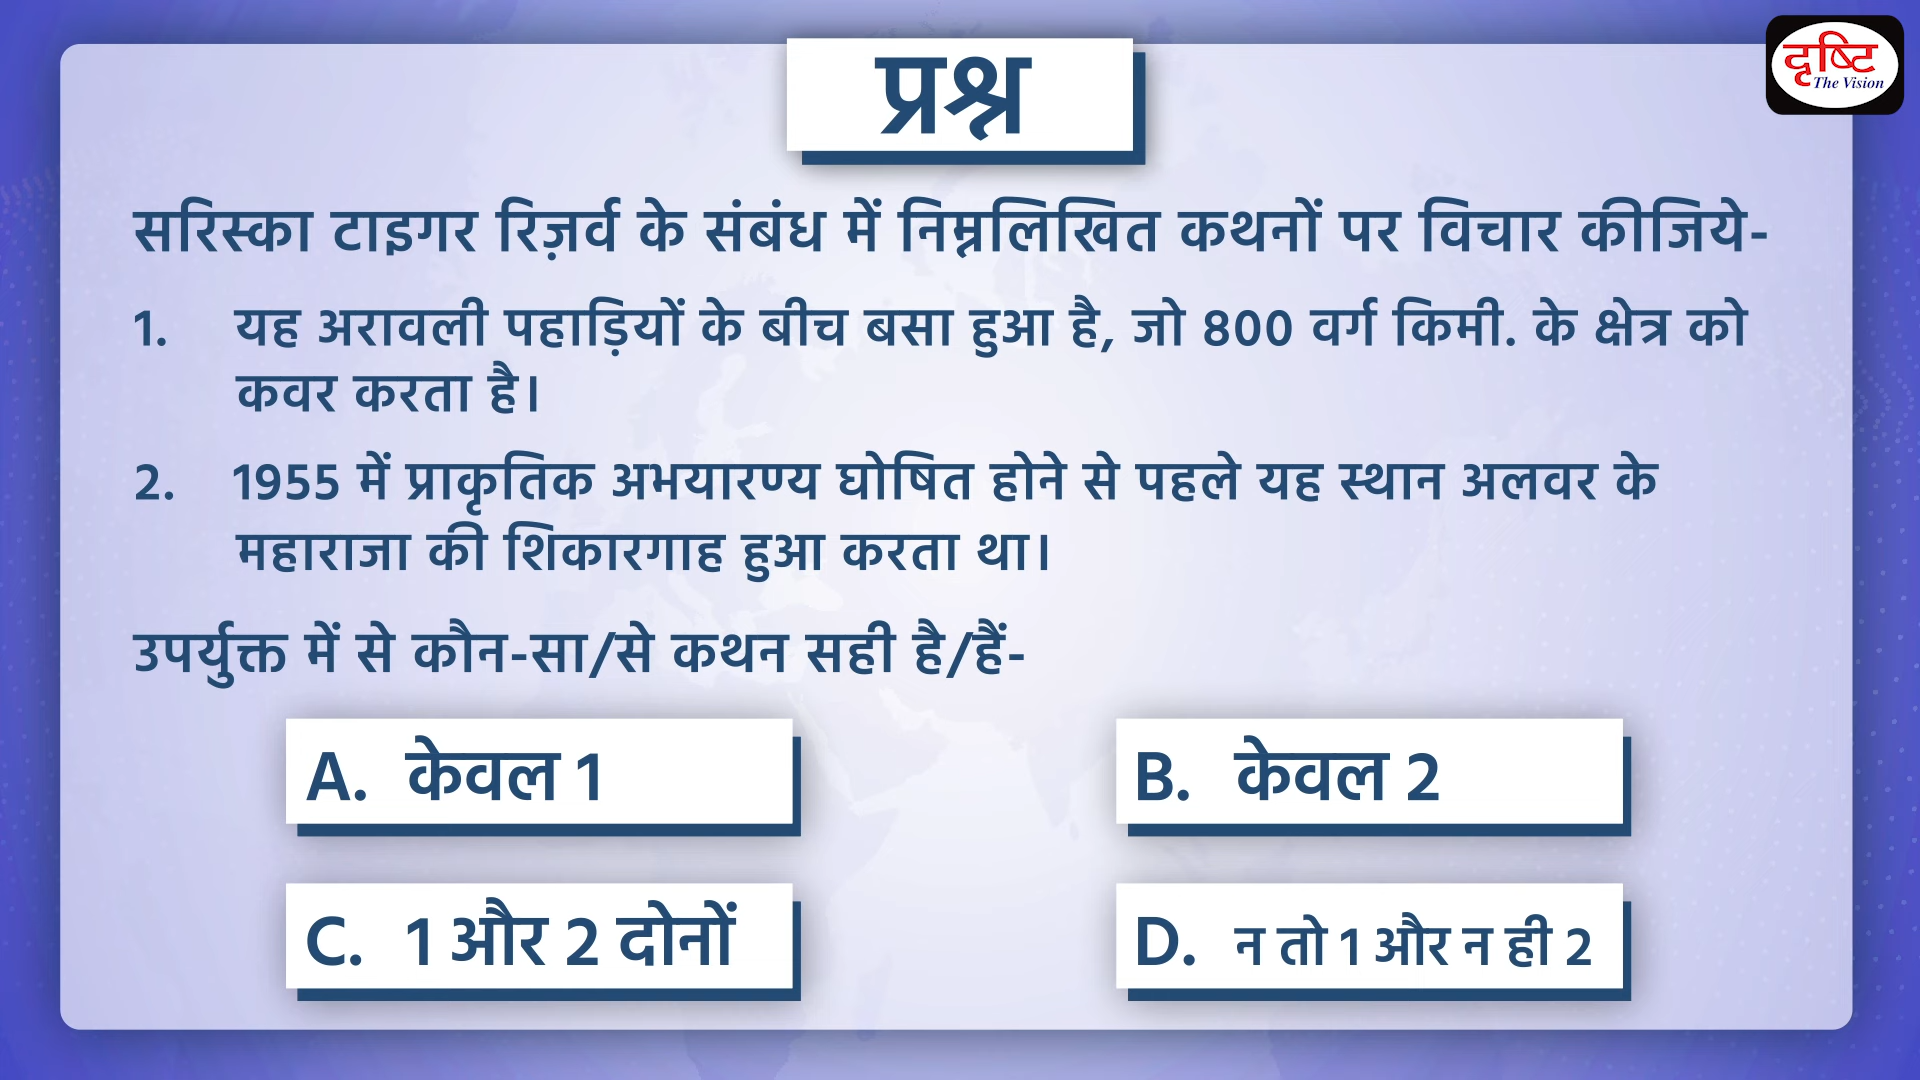 प्रश्न
दृष्टि
The Vision
सरिस्का टाइगर रिज़र्व के संबंध में निम्नलिखित कथनों पर विचार कीजिये-
1. यह अरावली पहाड़ियों के बीच बसा हुआ है, जो 800 वर्ग किमी. के क्षेत्र को
कवर करता है।
2. 1955 में प्राकृतिक अभयारण्य घोषित होने से पहले यह स्थान अलवर के
महाराजा की शिकारगाह हुआ करता था।
उपर्युक्त में से कौन-सा/से कथन सही है/हैं-
A. केवल 1
B. केवल 2
C. 1 और 2 दोनों
D. न तो 1 और न ही 2